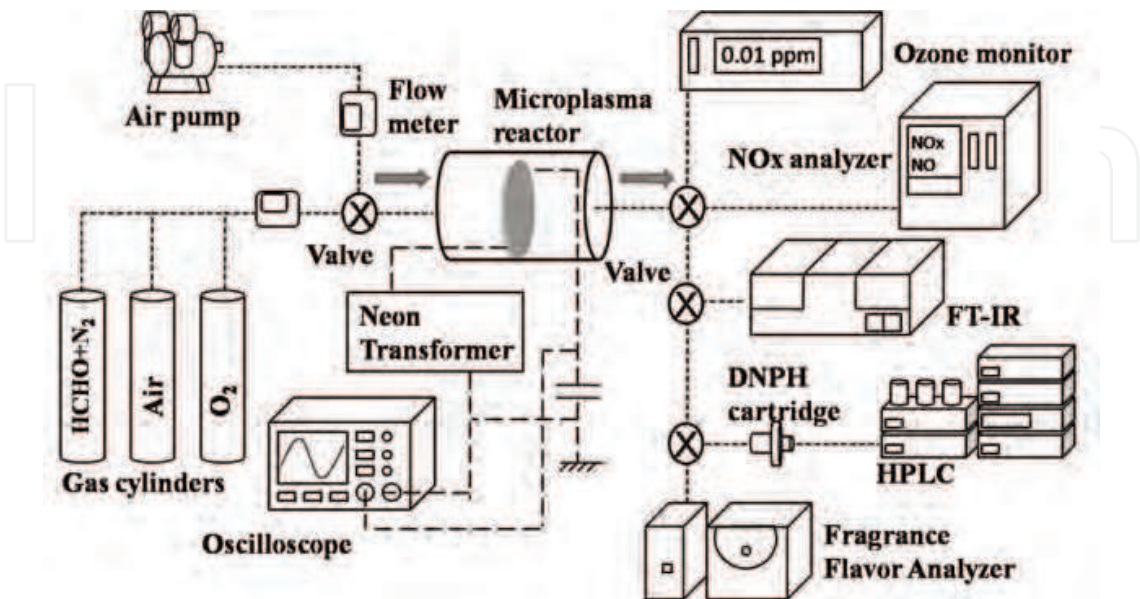 0.01 ppm
Ozone monitor
Air pump
Flow
meter
Microplasma
reactor
NOx analyzer
NOx
NO
Valve
Valve
HCHO+N₂
Air
O₂
Gas cylinders
Neon
Transformer
FT-IR
DNPH
cartridge
HPLC
Oscilloscope
Fragrance
Flavor Analyzer